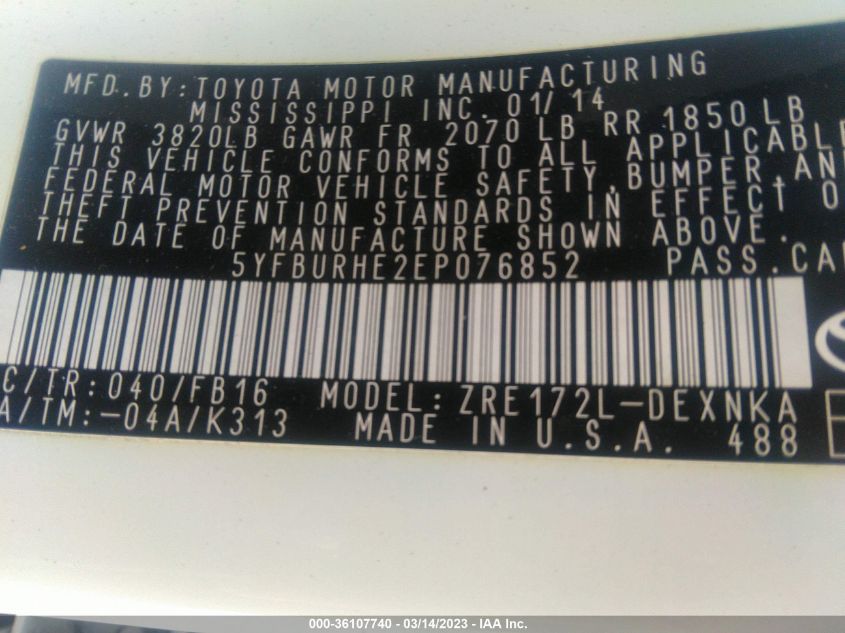 MFD.BY:TOYOTA MOTOR MANUFACTURING
MISSISSIPPI INC. 01/14
GVWR 3820LB GAWR FR 2070 LB RR 1850 LB
THIS VEHICLE CONFORMS TO ALL APPLICABLE
FEDERAL MOTOR VEHICLE SAFETY,BUMPER,AN
THEFT PREVENTION STANDARDS IN EFFECT O
THE DATE OF MANUFACTURE SHOWN ABOVE.
5YFBURHE2EP076852 PASS.CA
C/TR:040/FB16 MODEL:ZRE172L-DEXNKA
A/TM:-04A/K313 MADE IN U.S.A. 488
000-36107740 - 03/14/2023 - IAA Inc.